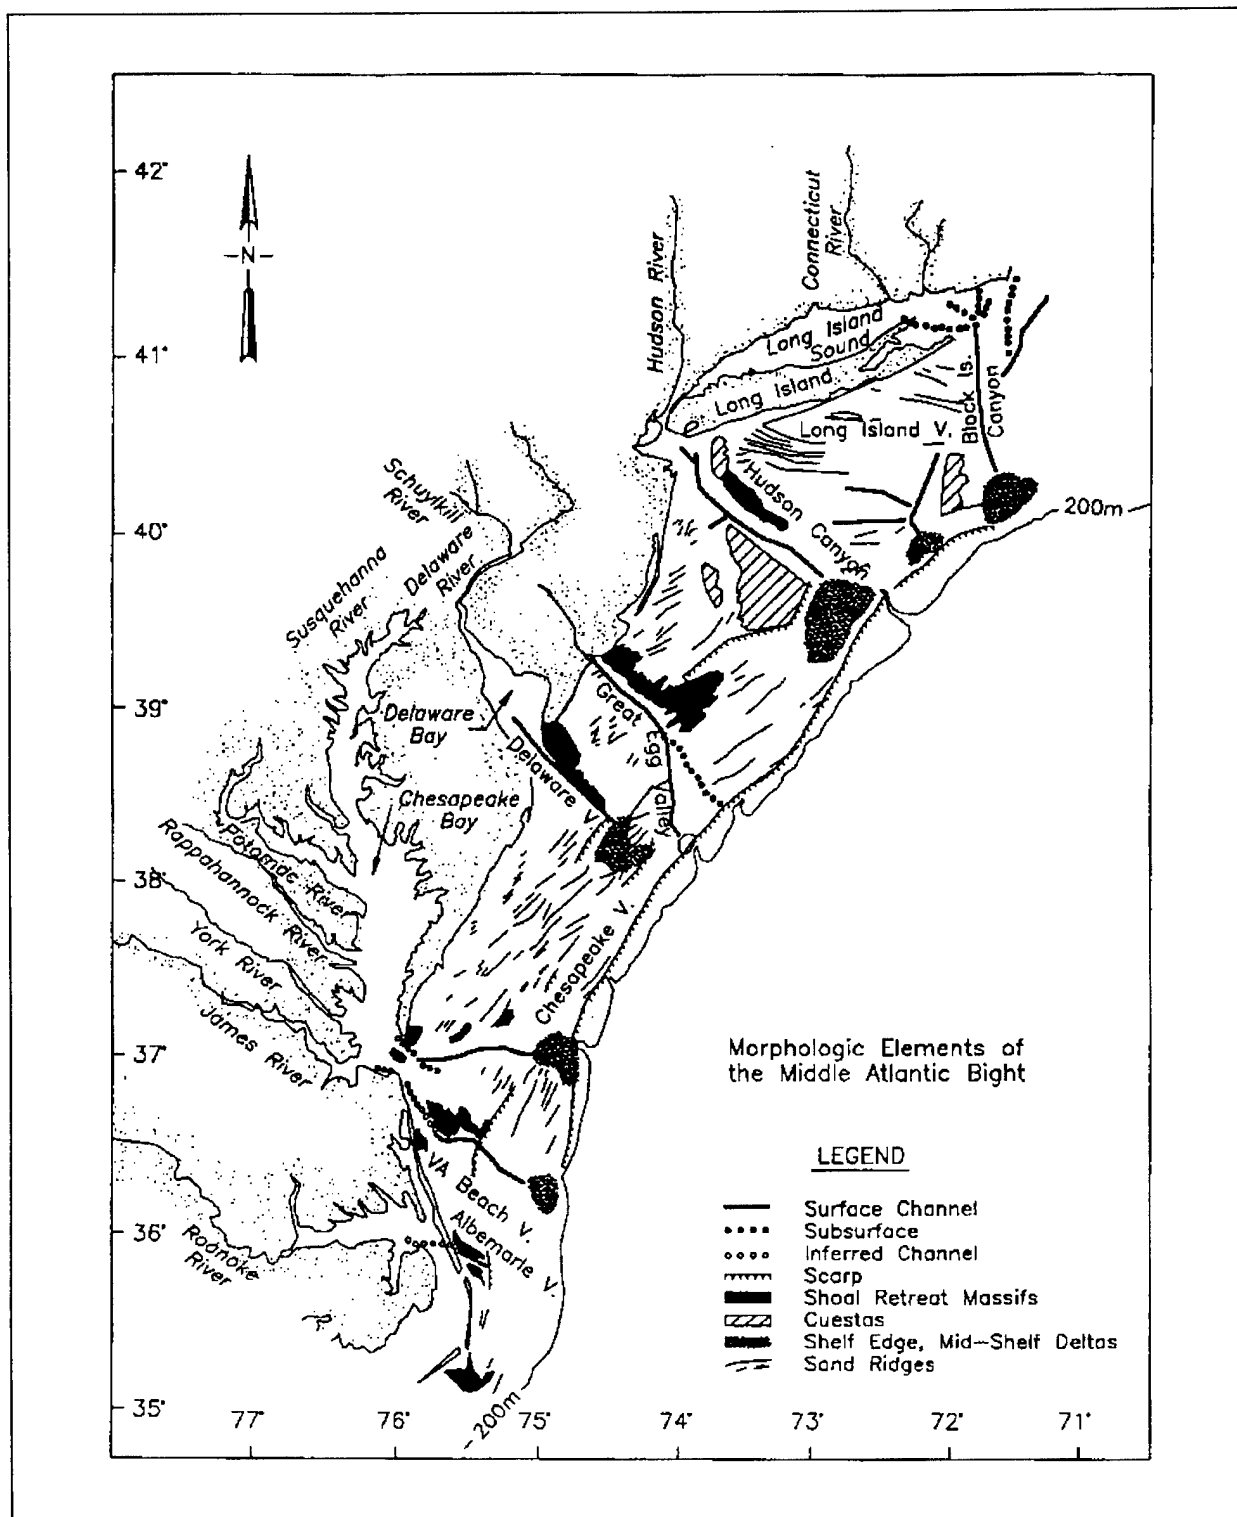 42°
41°
40°
39°
38°
37°
36°
35°
77°
76°
75°
74°
73°
72°
71°
-N-
Hudson River
Connecticut
River
Long Island
Sound
Long Island
Block Is.
Canyon
Long Island V.
Hudson Canyon
200m
Schuylkill
River
Delaware
River
Susquehanna
River
Delaware
Bay
Delaware V.
Great Egg Valley
Chesapeake
Bay
Potomac River
Rappahannock River
York River
James River
Chesapeake V.
VA Beach V.
Albemarle V.
Roanoke
River
200m
Morphologic Elements of
the Middle Atlantic Bight
LEGEND
Surface Channel
Subsurface
Inferred Channel
Scarp
Shoal Retreat Massifs
Cuestas
Shelf Edge, Mid-Shelf Deltas
Sand Ridges